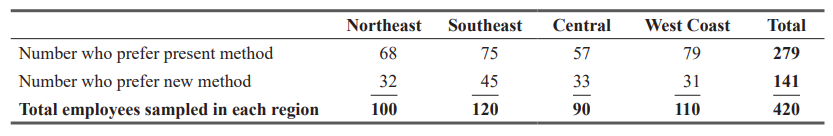 Northeast Southeast Central West Coast Total
Number who prefer present method 68 75 57 79 279
Number who prefer new method 32 45 33 31 141
Total employees sampled in each region 100 120 90 110 420